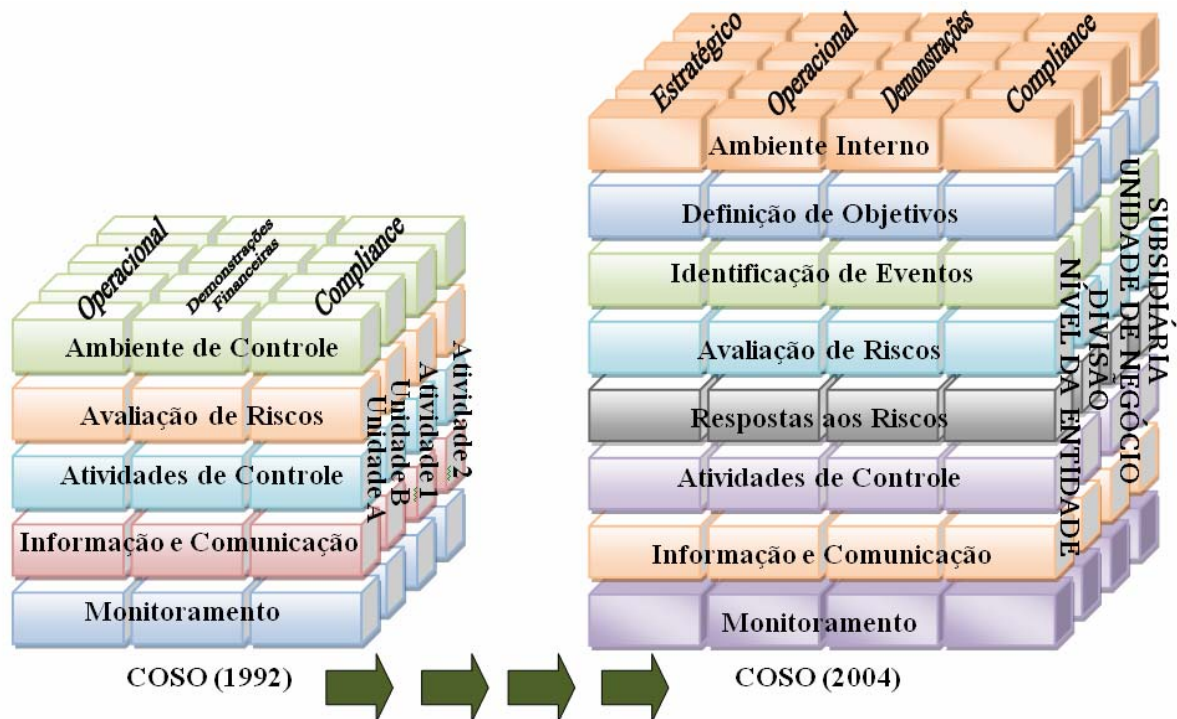 Operacional
Demonstrações
Financeiras
Compliance
Ambiente de Controle
Avaliação de Riscos
Atividades de Controle
Informação e Comunicação
Monitoramento
Unidade A
Unidade B
Atividade 1
Atividade 2
COSO (1992)
Estratégico
Operacional
Demonstrações
Compliance
Ambiente Interno
Definição de Objetivos
Identificação de Eventos
Avaliação de Riscos
Respostas aos Riscos
Atividades de Controle
Informação e Comunicação
Monitoramento
NÍVEL DA ENTIDADE
DIVISÃO
UNIDADE DE NEGÓCIO
SUBSIDIÁRIA
COSO (2004)